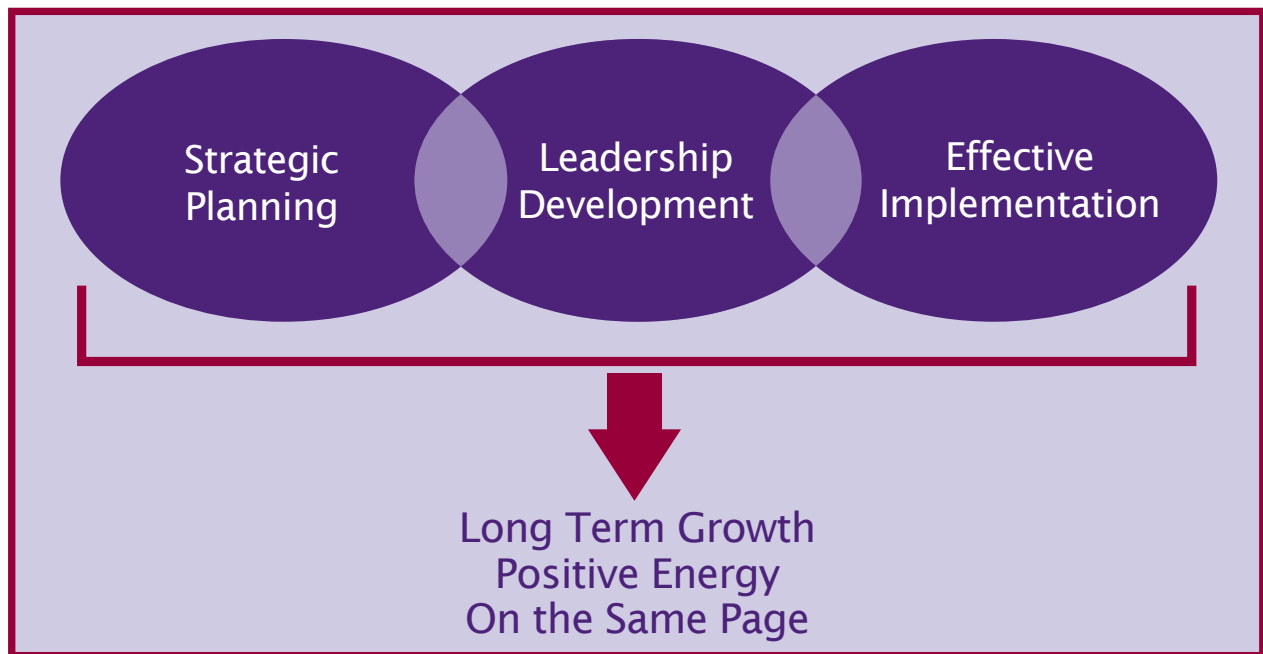 Strategic
Planning
Leadership
Development
Effective
Implementation
Long Term Growth
Positive Energy
On the Same Page